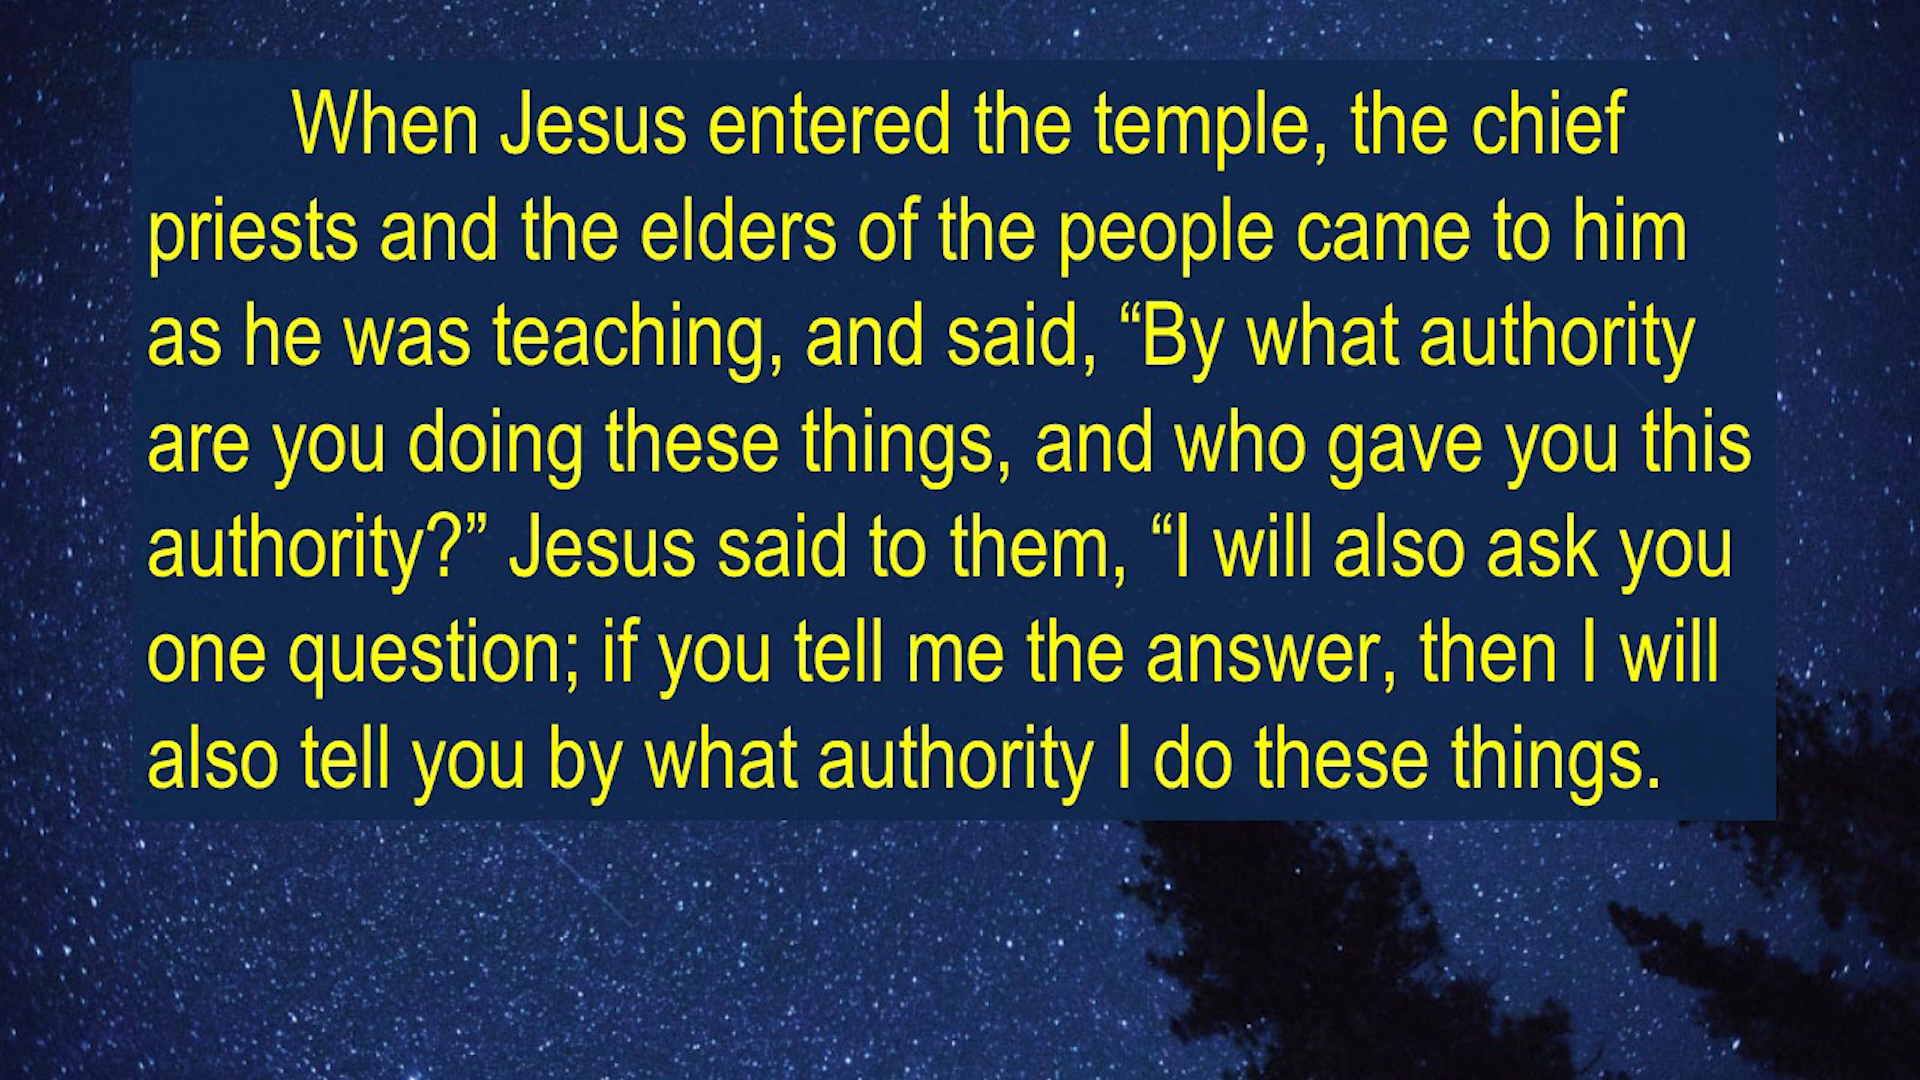 When Jesus entered the temple, the chief
priests and the elders of the people came to him
as he was teaching, and said, “By what authority
are you doing these things, and who gave you this
authority?” Jesus said to them, “I will also ask you
one question; if you tell me the answer, then I will
also tell you by what authority I do these things.